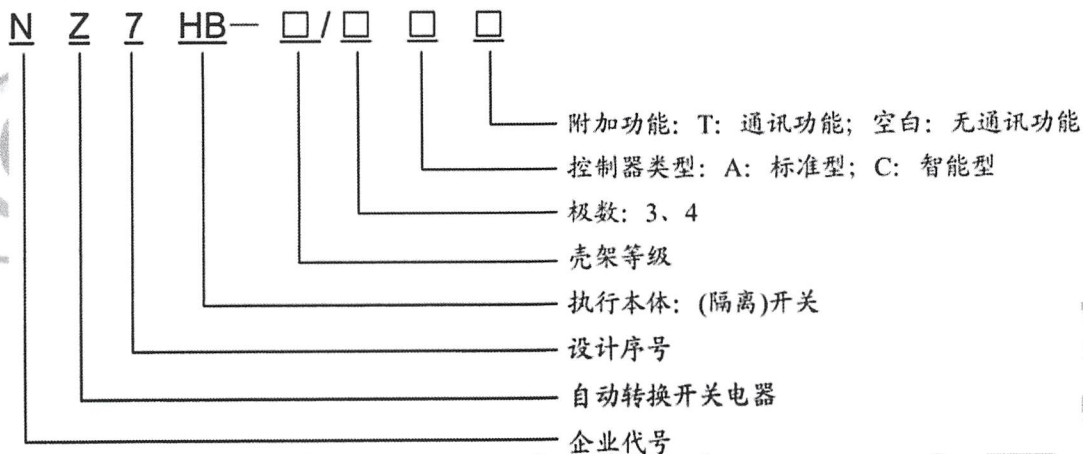 N Z 7 HB— □/□ □ □
附加功能: T: 通讯功能; 空白: 无通讯功能
控制器类型: A: 标准型; C: 智能型
极数: 3、4
壳架等级
执行本体: (隔离)开关
设计序号
自动转换开关电器
企业代号